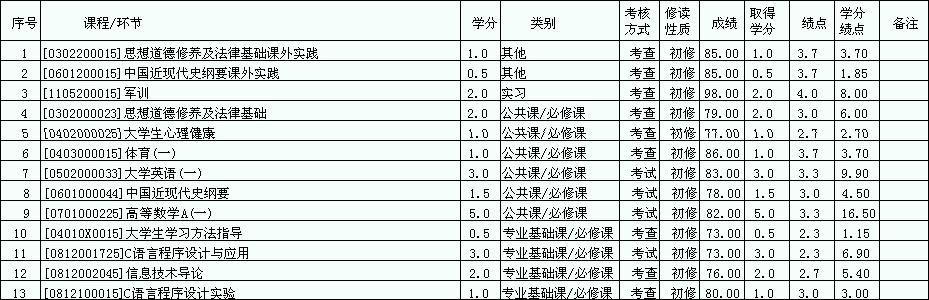 序号 课程/环节 学分 类别 考核方式 修读性质 成绩 取得学分 绩点 学分绩点 备注
1 [0302200015]思想道德修养及法律基础课外实践 1.0 其他 考查 初修 85.00 1.0 3.7 3.70
2 [0601200015]中国近现代史纲要课外实践 0.5 其他 考查 初修 85.00 0.5 3.7 1.85
3 [1105200015]军训 2.0 实习 考查 初修 98.00 2.0 4.0 8.00
4 [0302000023]思想道德修养及法律基础 2.0 公共课/必修课 考查 初修 79.00 2.0 3.0 6.00
5 [0402000025]大学生心理健康 1.0 公共课/必修课 考查 初修 77.00 1.0 2.7 2.70
6 [0403000015]体育(一) 1.0 公共课/必修课 考查 初修 86.00 1.0 3.7 3.70
7 [0502000033]大学英语(一) 3.0 公共课/必修课 考试 初修 83.00 3.0 3.3 9.90
8 [0601000044]中国近现代史纲要 1.5 公共课/必修课 考试 初修 78.00 1.5 3.0 4.50
9 [0701000225]高等数学A(一) 5.0 公共课/必修课 考试 初修 82.00 5.0 3.3 16.50
10 [04010X0015]大学生学习方法指导 0.5 专业基础课/必修课 考查 初修 73.00 0.5 2.3 1.15
11 [0812001725]C语言程序设计与应用 3.0 专业基础课/必修课 考试 初修 73.00 3.0 2.3 6.90
12 [0812002045]信息技术导论 2.0 专业基础课/必修课 考查 初修 76.00 2.0 2.7 5.40
13 [0812100015]C语言程序设计实验 1.0 专业基础课/必修课 考查 初修 80.00 1.0 3.0 3.00